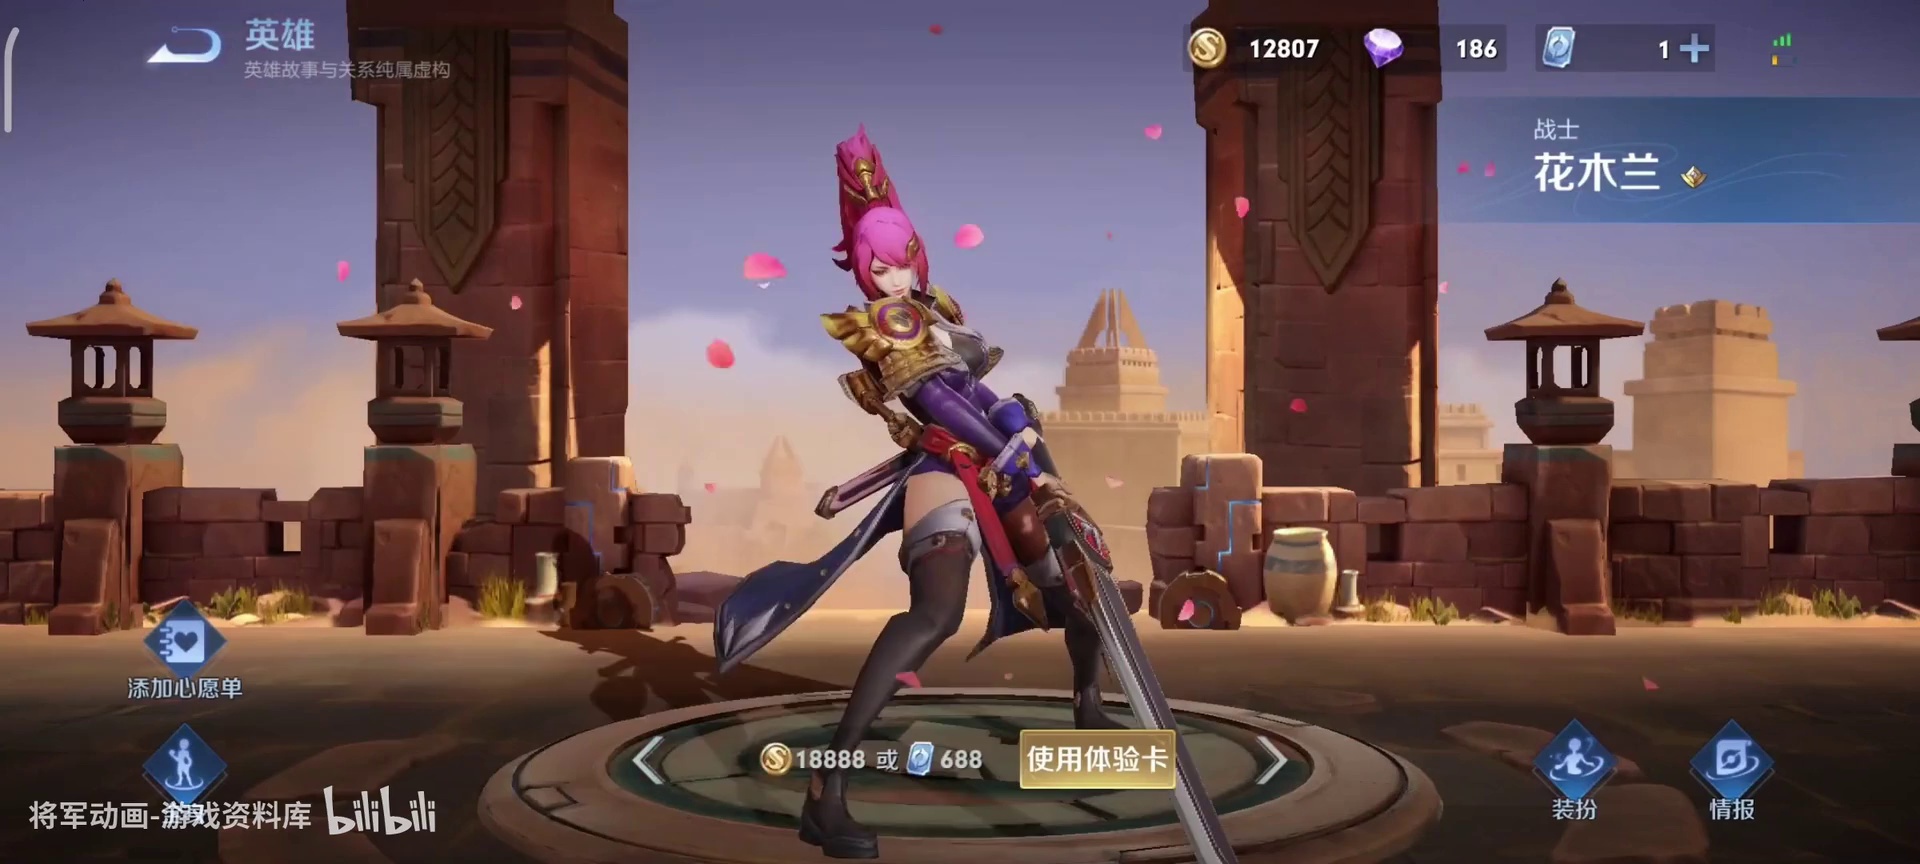 英雄
英雄故事与关系纯属虚构
12807
186
1
战士
花木兰
添加心愿单
18888 或 688
使用体验卡
装扮
情报
将军动画-游戏资料库 bilibili